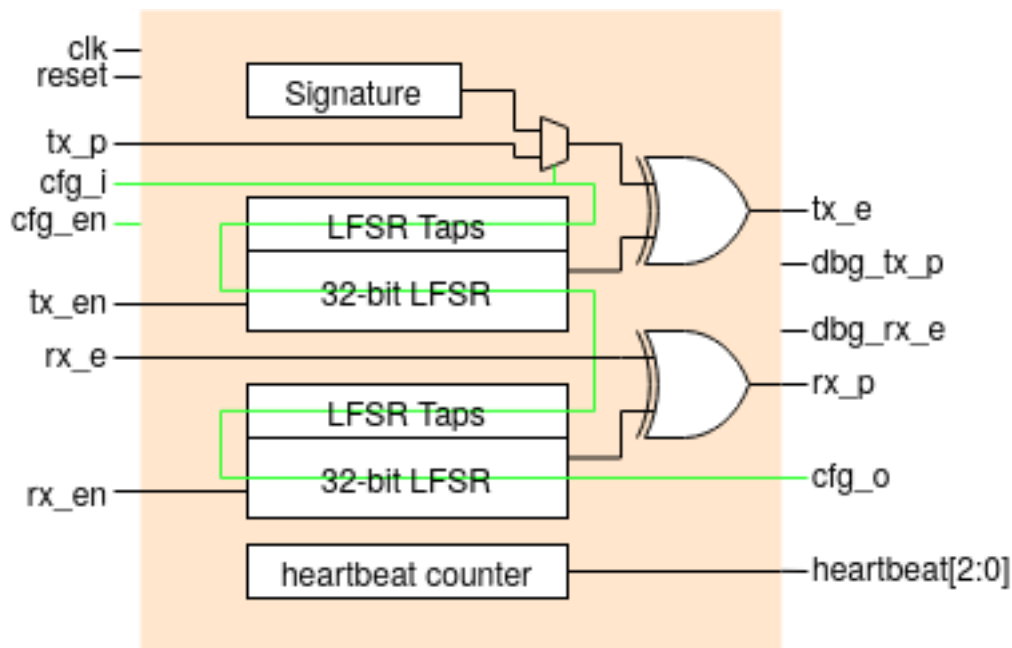 clk
reset
Signature
tx_p
cfg_i
cfg_en
LFSR Taps
tx_e
dbg_tx_p
32-bit LFSR
tx_en
dbg_rx_e
rx_e
rx_p
LFSR Taps
32-bit LFSR
cfg_o
rx_en
heartbeat counter
heartbeat[2:0]